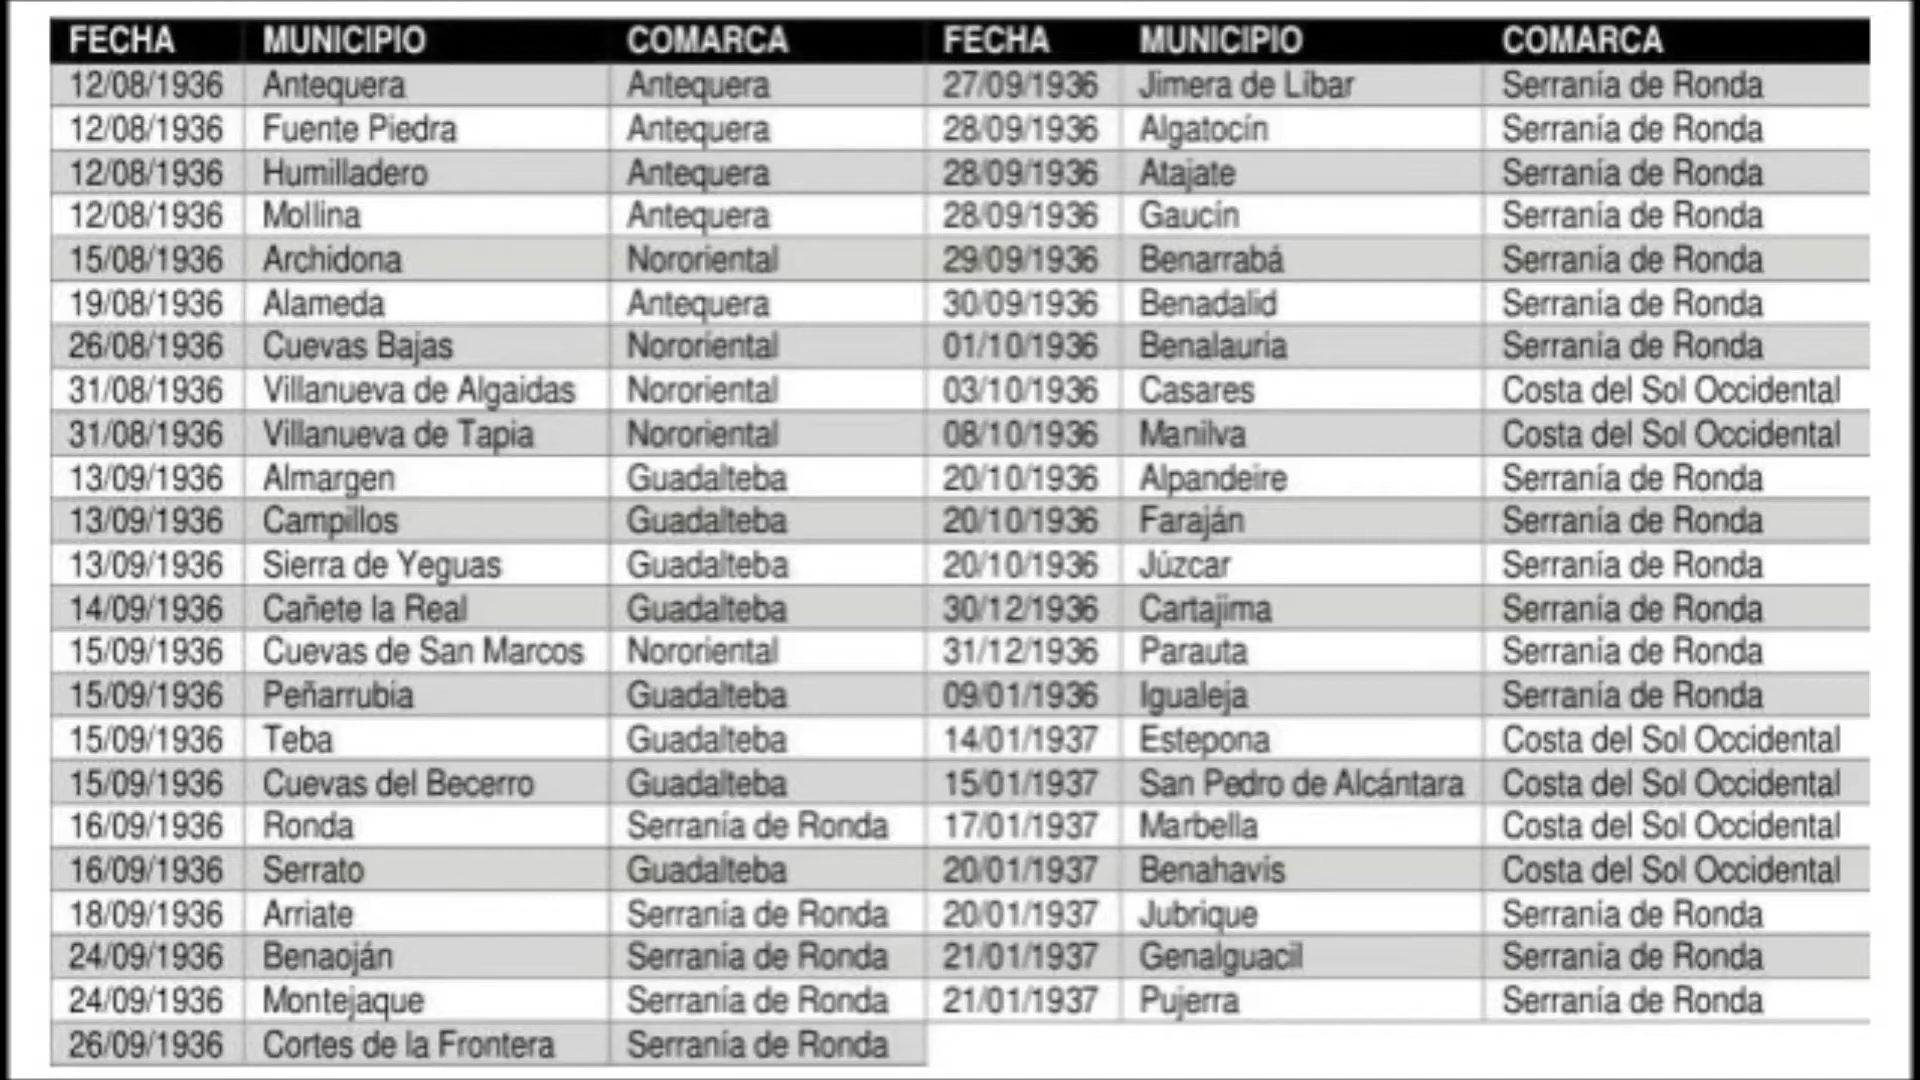 FECHA MUNICIPIO COMARCA FECHA MUNICIPIO COMARCA
12/08/1936 Antequera Antequera 27/09/1936 Jimera de Líbar Serranía de Ronda
12/08/1936 Fuente Piedra Antequera 28/09/1936 Algatocín Serranía de Ronda
12/08/1936 Humilladero Antequera 28/09/1936 Atajate Serranía de Ronda
12/08/1936 Mollina Antequera 28/09/1936 Gaucín Serranía de Ronda
15/08/1936 Archidona Nororiental 29/09/1936 Benarrabá Serranía de Ronda
19/08/1936 Alameda Antequera 30/09/1936 Benadalid Serranía de Ronda
26/08/1936 Cuevas Bajas Nororiental 01/10/1936 Benalauria Serranía de Ronda
31/08/1936 Villanueva de Algaidas Nororiental 03/10/1936 Casares Costa del Sol Occidental
31/08/1936 Villanueva de Tapia Nororiental 08/10/1936 Manilva Costa del Sol Occidental
13/09/1936 Almargen Guadalteba 20/10/1936 Alpandeire Serranía de Ronda
13/09/1936 Campillos Guadalteba 20/10/1936 Faraján Serranía de Ronda
13/09/1936 Sierra de Yeguas Guadalteba 20/10/1936 Júzcar Serranía de Ronda
14/09/1936 Cañete la Real Guadalteba 30/12/1936 Cartajima Serranía de Ronda
15/09/1936 Cuevas de San Marcos Nororiental 31/12/1936 Parauta Serranía de Ronda
15/09/1936 Peñarrubia Guadalteba 09/01/1936 Igualeja Serranía de Ronda
15/09/1936 Teba Guadalteba 14/01/1937 Estepona Costa del Sol Occidental
15/09/1936 Cuevas del Becerro Guadalteba 15/01/1937 San Pedro de Alcántara Costa del Sol Occidental
16/09/1936 Ronda Serranía de Ronda 17/01/1937 Marbella Costa del Sol Occidental
16/09/1936 Serrato Guadalteba 20/01/1937 Benahavís Costa del Sol Occidental
18/09/1936 Arriate Serranía de Ronda 20/01/1937 Jubrique Serranía de Ronda
24/09/1936 Benaoján Serranía de Ronda 21/01/1937 Genalguacil Serranía de Ronda
24/09/1936 Montejaque Serranía de Ronda 21/01/1937 Pujerra Serranía de Ronda
26/09/1936 Cortes de la Frontera Serranía de Ronda